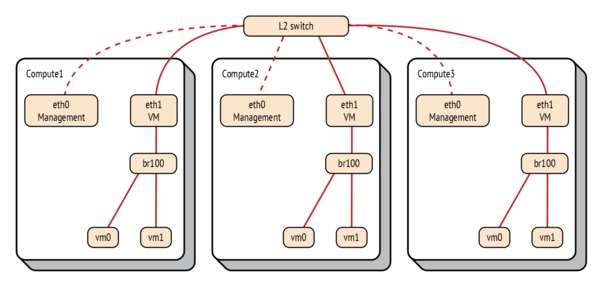 L2 switch
Compute1
eth0
Management
eth1
VM
br100
vm0
vm1
Compute2
eth0
Management
eth1
VM
br100
vm0
vm1
Compute3
eth0
Management
eth1
VM
br100
vm0
vm1